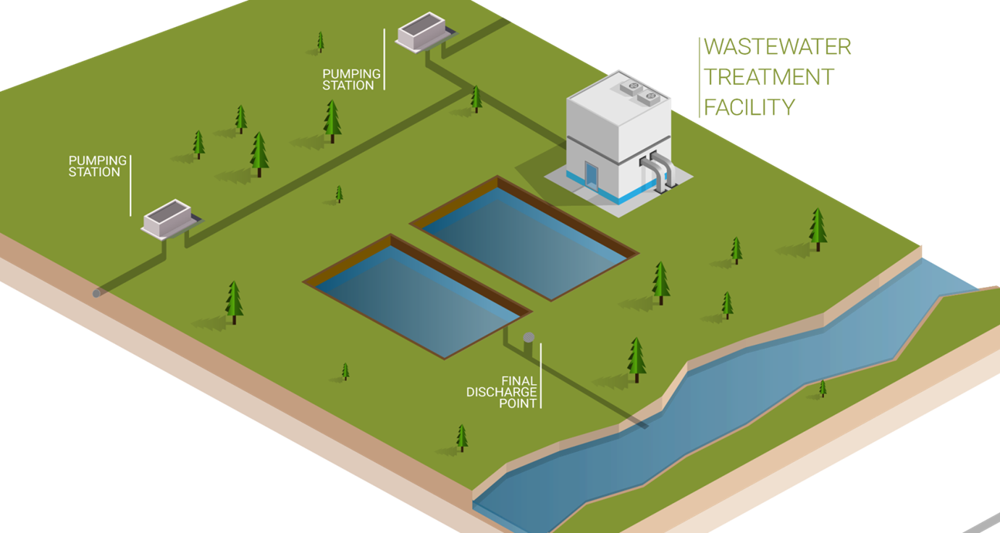 WASTEWATER
TREATMENT
FACILITY
PUMPING
STATION
PUMPING
STATION
FINAL
DISCHARGE
POINT